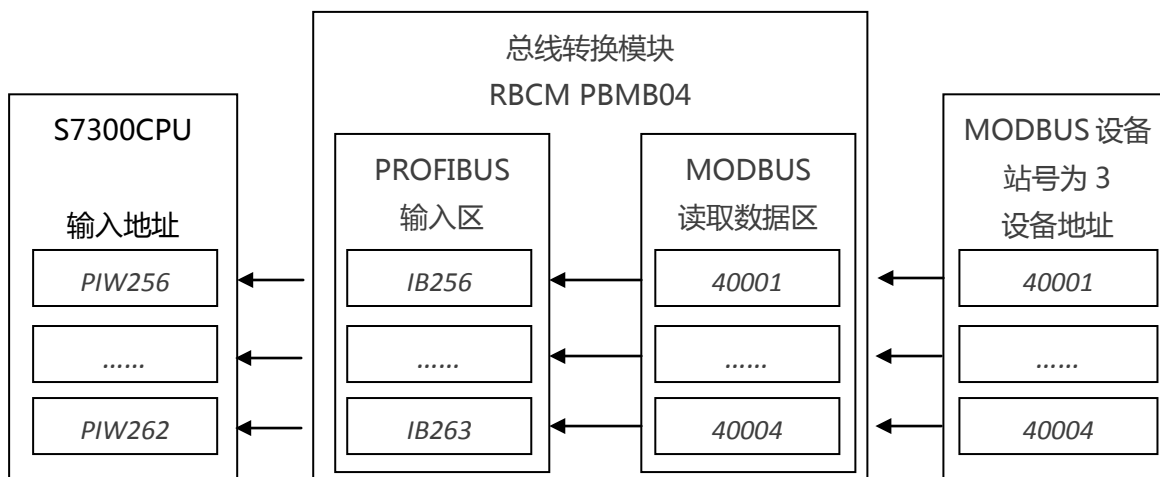 总线转换模块
RBCM PBMB04
S7300CPU
输入地址
PIW256
……
PIW262
PROFIBUS
输入区
IB256
……
IB263
MODBUS
读取数据区
40001
……
40004
MODBUS 设备
站号为 3
设备地址
40001
……
40004